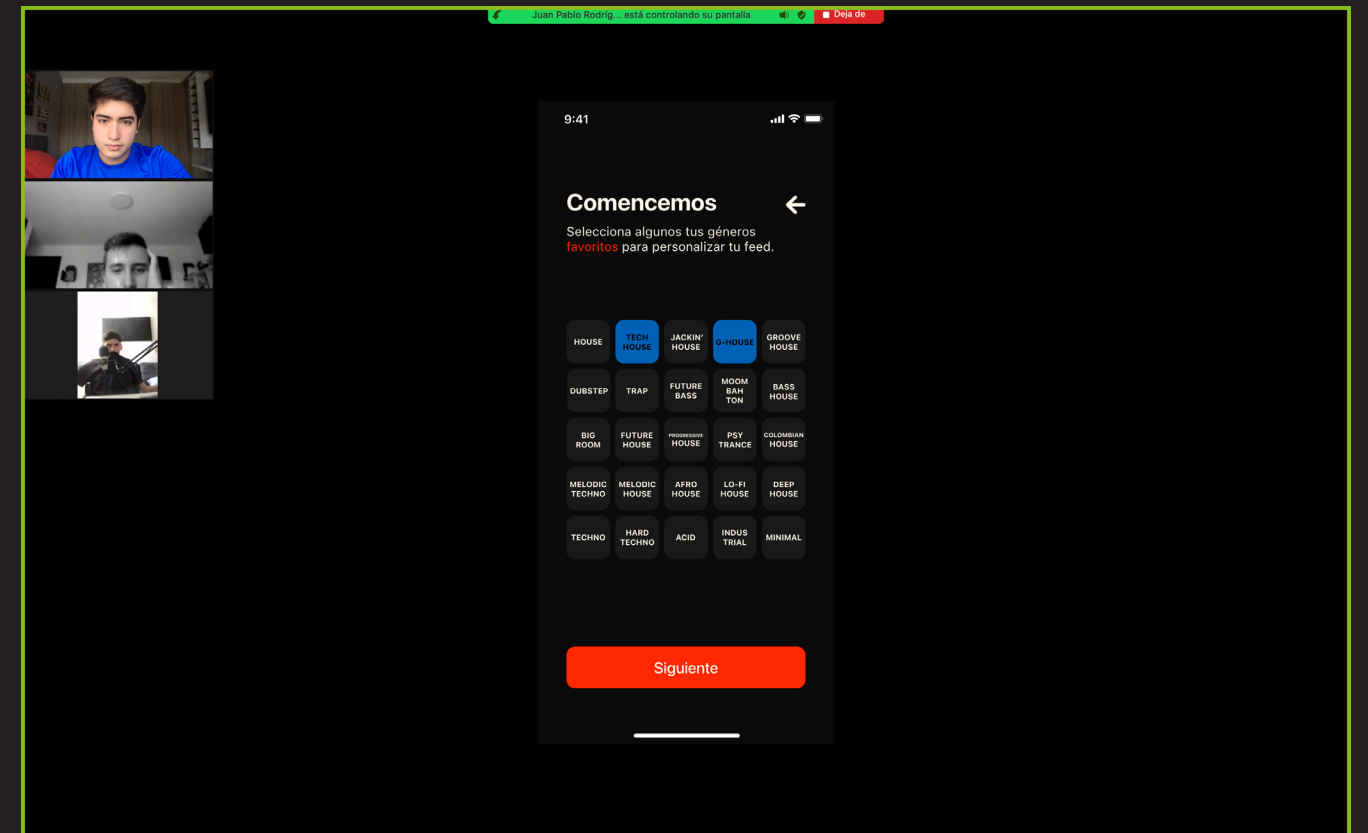 Juan Pablo Rodríg... está controlando su pantalla
Deja de
9:41
Comencemos
Selecciona algunos tus géneros
favoritos para personalizar tu feed.
HOUSE
TECH
HOUSE
JACKIN'
HOUSE
G-HOUSE
GROOVE
HOUSE
DUBSTEP
TRAP
FUTURE
BASS
MOOM
BAH
TON
BASS
HOUSE
BIG
ROOM
FUTURE
HOUSE
PROGRESSIVE
HOUSE
PSY
TRANCE
COLOMBIAN
HOUSE
MELODIC
TECHNO
MELODIC
HOUSE
AFRO
HOUSE
LO-FI
HOUSE
DEEP
HOUSE
TECHNO
HARD
TECHNO
ACID
INDUS
TRIAL
MINIMAL
Siguiente